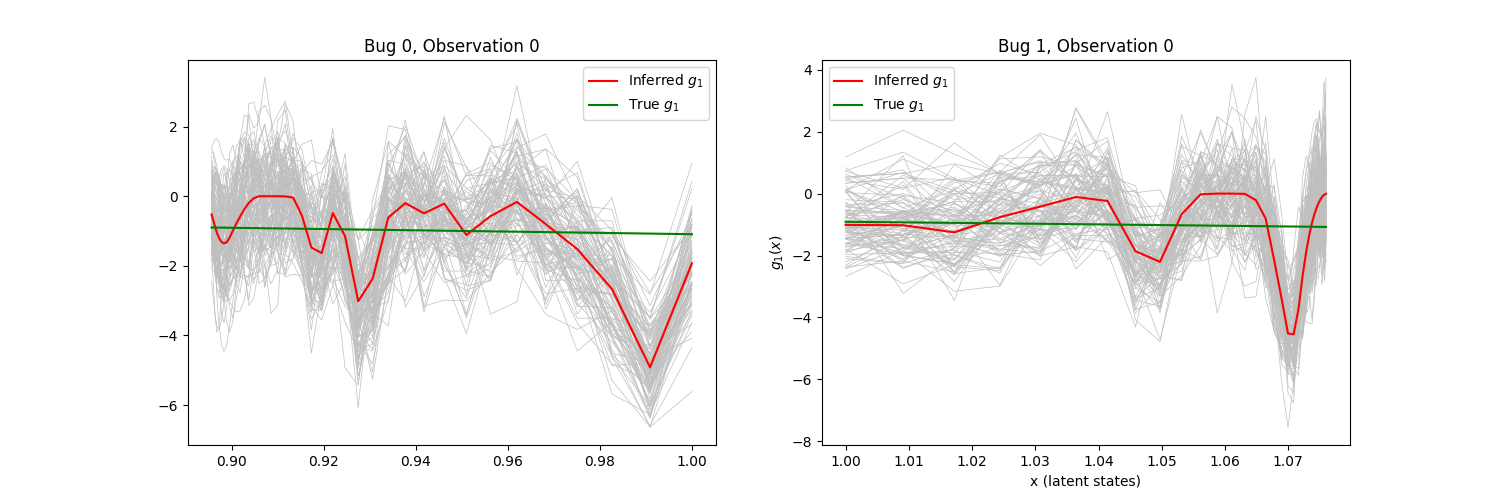 Bug 0, Observation 0
Inferred g₁
True g₁
2
0
−2
−4
−6
0.90 0.92 0.94 0.96 0.98 1.00
Bug 1, Observation 0
Inferred g₁
True g₁
4
2
0
−2
−4
−6
−8
g₁(x)
1.00 1.01 1.02 1.03 1.04 1.05 1.06 1.07
x (latent states)